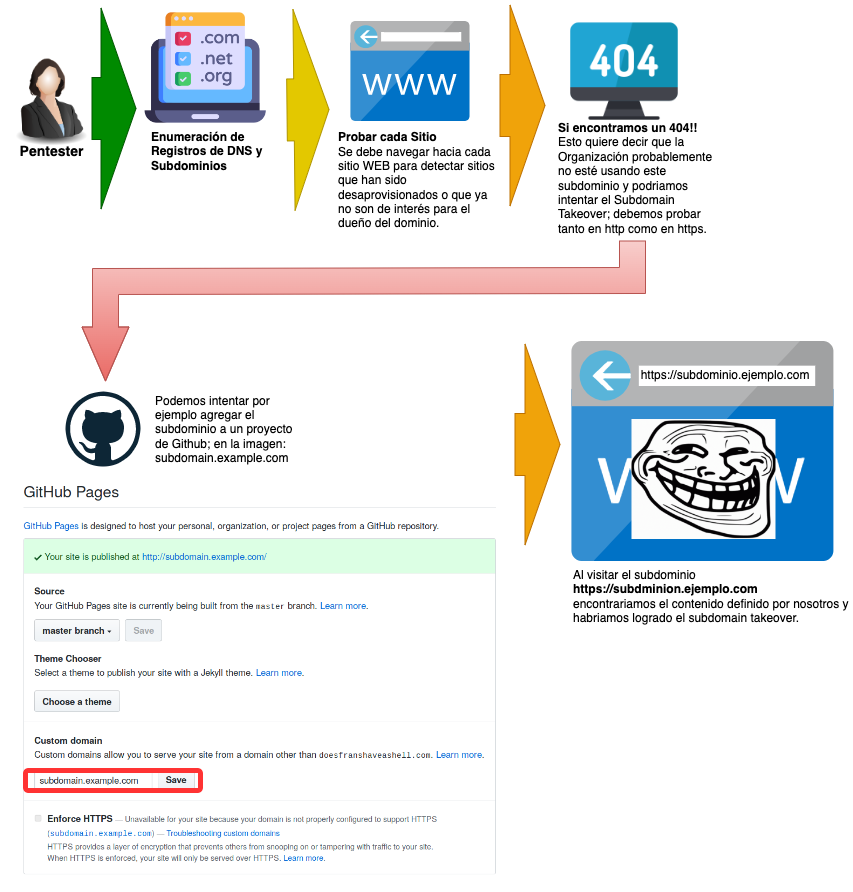 .com
.net
.org
WWW
404
Pentester
Enumeración de
Registros de DNS y
Subdominios
Probar cada Sitio
Se debe navegar hacia cada
sitio WEB para detectar sitios
que han sido
desaprovisionados o que ya
no son de interés para el
dueño del dominio.
Si encontramos un 404!!
Esto quiere decir que la
Organización probablemente
no esté usando este
subdominio y podriamos
intentar el Subdomain
Takeover; debemos probar
tanto en http como en https.
Podemos intentar por
ejemplo agregar el
subdominio a un proyecto
de Github; en la imagen:
subdomain.example.com
GitHub Pages
GitHub Pages is designed to host your personal, organization, or project pages from a GitHub repository.
Your site is published at http://subdomain.example.com/
Source
Your GitHub Pages site is currently being built from the master branch. Learn more.
master branch Save
Theme Chooser
Select a theme to publish your site with a Jekyll theme. Learn more.
Choose a theme
Custom domain
Custom domains allow you to serve your site from a domain other than doesfranshaveashell.com. Learn more.
subdomain.example.com Save
Enforce HTTPS — Unavailable for your site because your domain is not properly configured to support HTTPS
(subdomain.example.com) — Troubleshooting custom domains
HTTPS provides a layer of encryption that prevents others from snooping on or tampering with traffic to your site.
When HTTPS is enforced, your site will only be served over HTTPS. Learn more.
https://subdominio.ejemplo.com
Al visitar el subdominio
https://subdminion.ejemplo.com
encontrariamos el contenido definido por nosotros y
habriamos logrado el subdomain takeover.